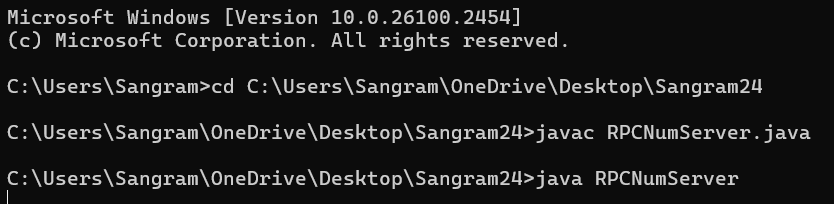 Microsoft Windows [Version 10.0.26100.2454]
(c) Microsoft Corporation. All rights reserved.
C:\Users\Sangram>cd C:\Users\Sangram\OneDrive\Desktop\Sangram24
C:\Users\Sangram\OneDrive\Desktop\Sangram24>javac RPCNumServer.java
C:\Users\Sangram\OneDrive\Desktop\Sangram24>java RPCNumServer